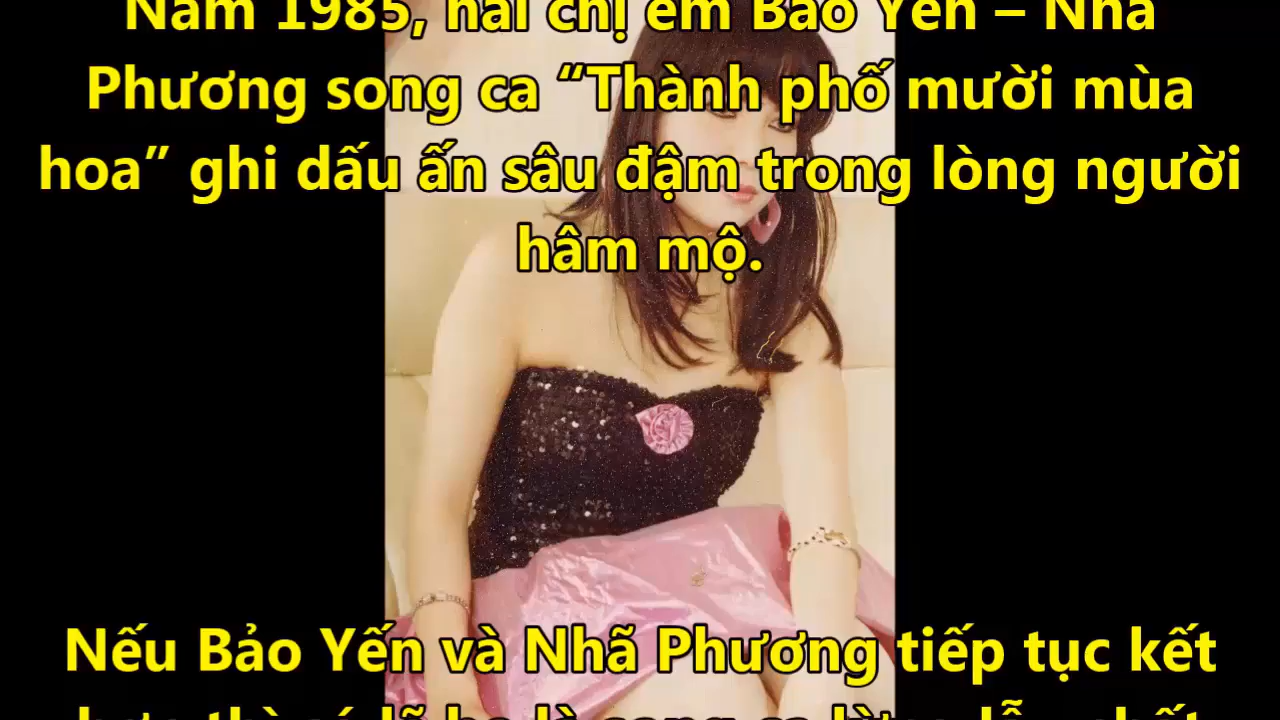 Năm 1985, hai chị em Bảo Yến – Nhã
Phương song ca “Thành phố mười mùa
hoa” ghi dấu ấn sâu đậm trong lòng người
hâm mộ.
Nếu Bảo Yến và Nhã Phương tiếp tục kết